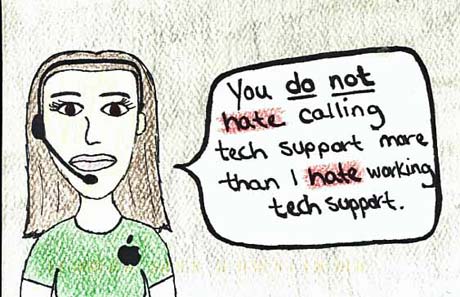 You do not
hate calling
tech support more
than I hate working
tech support.